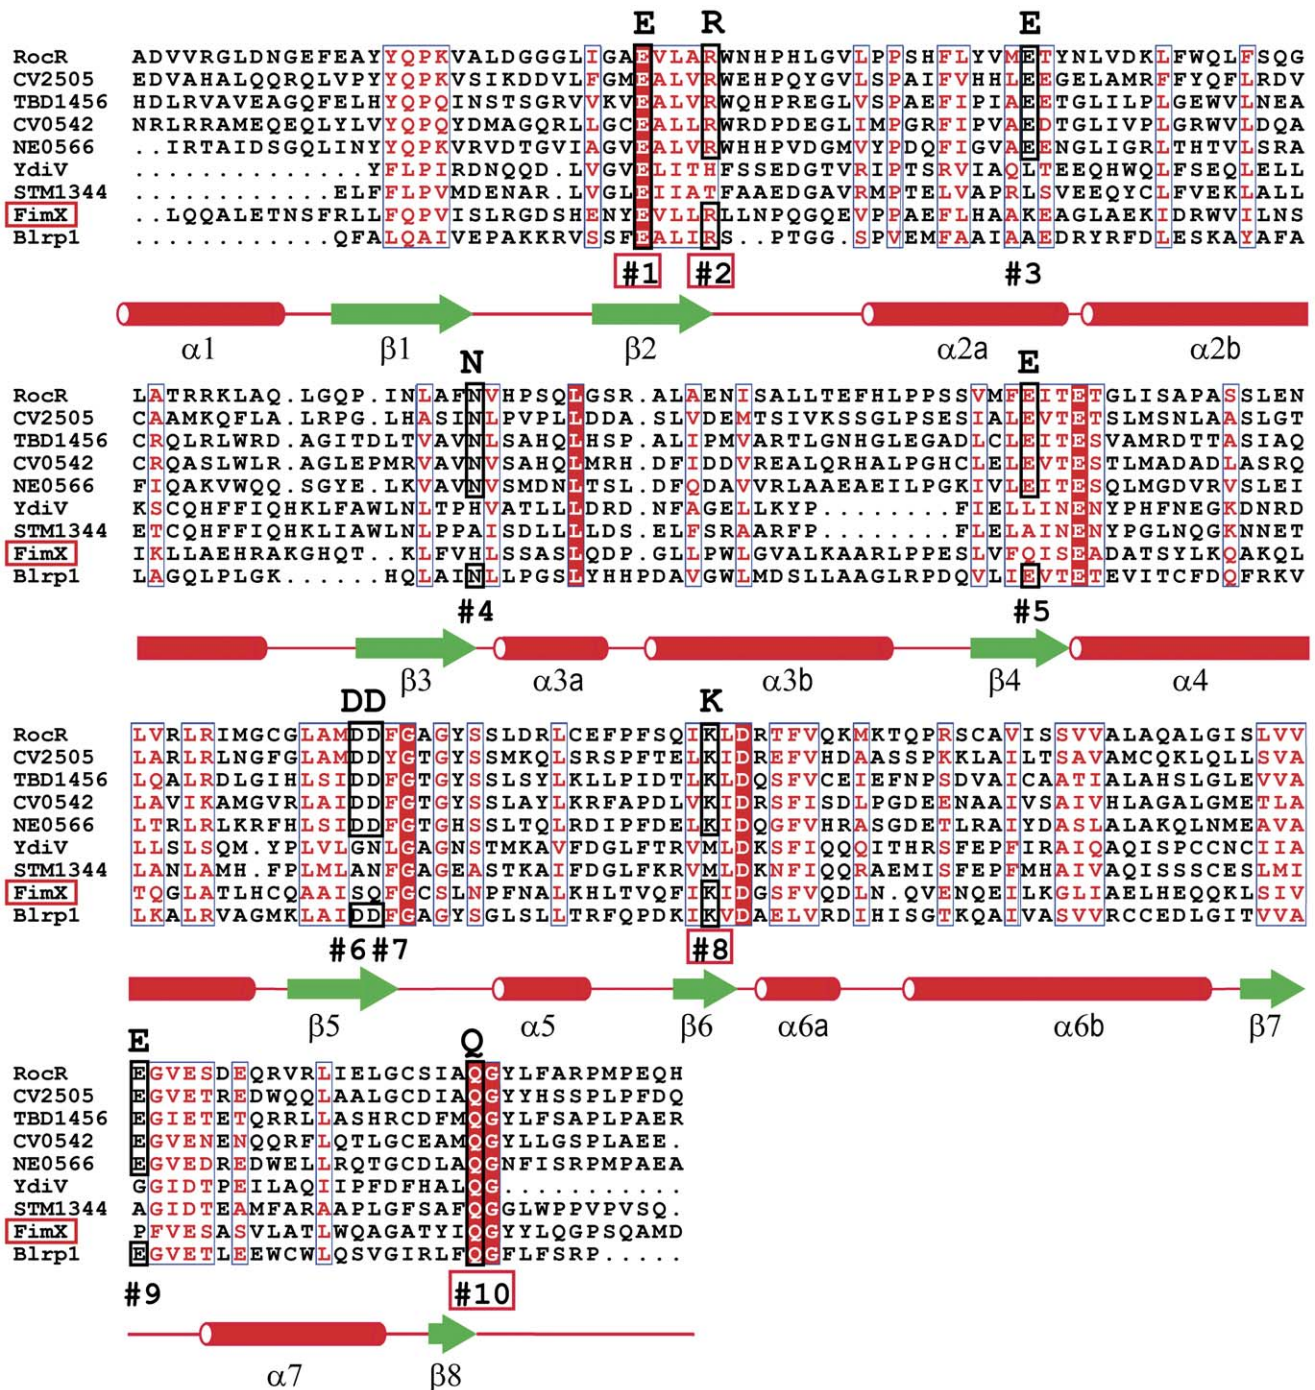 E R E
RocR ADVVRGLDNGEFEAYYQPKVALDGGGLIGAEVLARWNHPHLGVLPPSHFLYVMETYNLVDKLFWQLFSQG
CV2505 EDVAHALQQRQLVPYYQPKVSIKDDVLFGMEALVRWEHPQYGVLSPAIFVHHLEEGELAMRFFYQFLRDV
TBD1456 HDLRVAVEAGQFELHYQPQINSTSGRVVKVEALVRWQHPREGLVSPAEFIPIAEETGLILPLGEWVLNEA
CV0542 NRLRRAMEQEQLYLVYQPQYDMAGQRLLGCEALLRWRDPDEGLIMPGRFIPVAEDTGLIVPLGRWVLDQA
NE0566 ..IRTAIDSGQLINYYQPKVRVDTGVIAGVEALVRWHHPVDGMVYPDQFIGVAEENGLIGRLTHTVLSRA
YdiV .............YFLPIRDNQQD.LVGVELITHFSSEDGTVRIPTSRVIAQLTEEQHWQLFSEQLELL
STM1344 ...........ELFFLPVMDENAR.LVGLEIIATFAAEDGAVRMPTELVAPRLSVEEQYCLFVEKLALL
FimX ..LQQALETNSFRLLFQPVISLRGDSHENYEVLLRLLNPQGQEVPPAEFLHAAKEAGLAEKIDRWVILNS
Blrp1 ...........QFALQAIVEPAKKRVSSFEALIRS..PTGG.SPVEMFAAIAAEDRYRFDLESKAYAFA
#1 #2 #3
α1 β1 β2 α2a α2b
N E
RocR LATRRKLAQ.LGQP.INLAFNVHPSQLGSR.ALAENISALLTEFHLPPSSVMFEITETGLISAPASSLEN
CV2505 CAAMKQFLA.LRPG.LHASINLPVPLLDDA.SLVDEMTSIVKSSGLPSESIALEITETSLMSNLAASLGT
TBD1456 CRQLRLWRD.AGITDLTVAVNLSAHQLHSP.ALIPMVARTLGNHGLEGADLCLEITESVAMRDTTASIAQ
CV0542 CRQASLWLR.AGLEPMRVAVNVSAHQLMRH.DFIDDVREALQRHALPGHCLELEVTESTLMADADLASRQ
NE0566 FIQAKVWQQ.SGYE.LKVAVNVSMDNLTSL.DFQDAVVRLAAEAEILPGKIVLEITESQLMGDVRVSLEI
YdiV KSCQHFFIQHKLFAWLNLTPHVATLLLDRDNFAGELLKYP........FIELLINENYPHFNEGKDNRD
STM1344 ETCQHFFIQHKLIAWLNLPPAISDLLLLDS.ELFSRAARFP........FLELAINENYPGLNQGKNNET
FimX IKLLAEHRAKGHQT..KLFVHLSSASLQDP.GLLPWLGVALKAARLPPESLVFQISEADATSYLKQAKQL
Blrp1 LAGQLPLGK......HQLAINLLPGSLYHHPDAVGWLMDSLLAAGLRPDQVLIEVTETEVITCFDQFRKV
#4 #5
β3 α3a α3b β4 α4
DD K
RocR LVRLRIMGCGLAMDDFGAGYSSLDRLCEFPFSQIKLDRTFVQKMKTQPRSCAVISSVVALAQALGISLVV
CV2505 LARLRLNGFGLAMDDYGTGYSSMKQLSRSPFTELKIDREFVHDAASSPKKLAILTSAVAMCQKLQLLSVA
TBD1456 LQALRDLGIHLSIDDFGTGYSSLSYLKLLPIDTLKLDQSFVCEIEFNPSDVAICAATIALAHSLGLEVVA
CV0542 LAVIKAMGVRLAIDDFGTGYSSLAYLKRFAPDLVKIDRSFISDLPGDEENAAIVSAIVHLAGALGMETLA
NE0566 LTRLRLKRFHLSIDDFGTGHSSLTQLRDIPFDELKIDQGFVHRASGDETLRAIYDASLALAKQLNMEAVA
YdiV LLSLSQM.YPLVLGNLGAGNSTMKAVFDGLFTRVMLDKSFIQQQITHRSFEPFIRAIQAQISPCCNCIIA
STM1344 LANLAMH.FPLMLANFGAGEASTKAIFDGLFKRVMLDKNFIQQRAEMISFEPFMHAIVAQISSSCESLMI
FimX TQGLATLHCQAAISQFGCSLNPFNALKHLTVQFIKIDGSFVQDLN.QVENQEILKGLIAELHEQQKLSIV
Blrp1 LKALRVAGMKLAIDDFGAGYSGLSLLTRFQPDKIKVDAELVRDIHISGTKQAIVASVVRCCEDLGITVVA
#6 #7 #8
β5 α5 β6 α6a α6b β7
E Q
RocR EGVESDEQRVRLIELGCSIAQGYLFARPMPEQH
CV2505 EGVETREDWQQLAALGCDIAQGYYHSSPLPFDQ
TBD1456 EGIETETQRRLLASHRCDFMQGYLFSAPLPAER
CV0542 EGVENENQQRFLQTLGCEAMQGYLLGSPLAEE.
NE0566 EGVEDREDWELLRQTGCDLAQGNFISRPMPAEA
YdiV GGIDTPEILAQIIPFDFHALQG...........
STM1344 AGIDTEAMFARAAPLGFSAFQGGLWPPVPVSQ.
FimX PFVESASVLATLWQAGATYIQGYYLQGPSQAMD
Blrp1 EGVETLEEWCWLQSVGIRLFQGFLFSRP.....
#9 #10
α7 β8